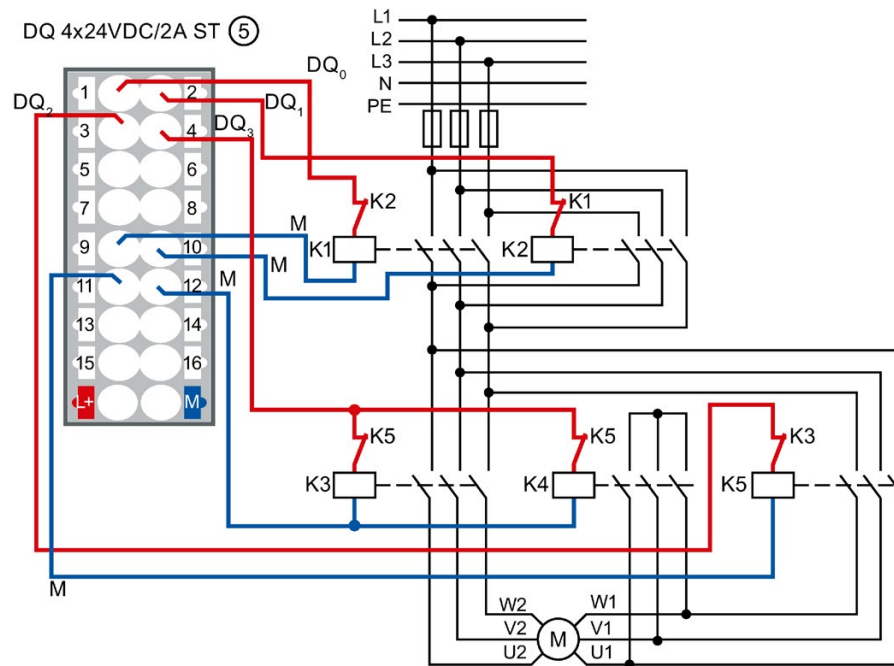 DQ 4x24VDC/2A ST 5
L1
L2
L3
N
PE
DQ0
DQ1
DQ2
DQ3
1 2
3 4
5 6
7 8
9 10
11 12
13 14
15 16
L+ M
M
M
M
K2
K1
K1
K2
K5
K5
K3
K3
K4
K5
M
W2
W1
V2
M
V1
U2
U1